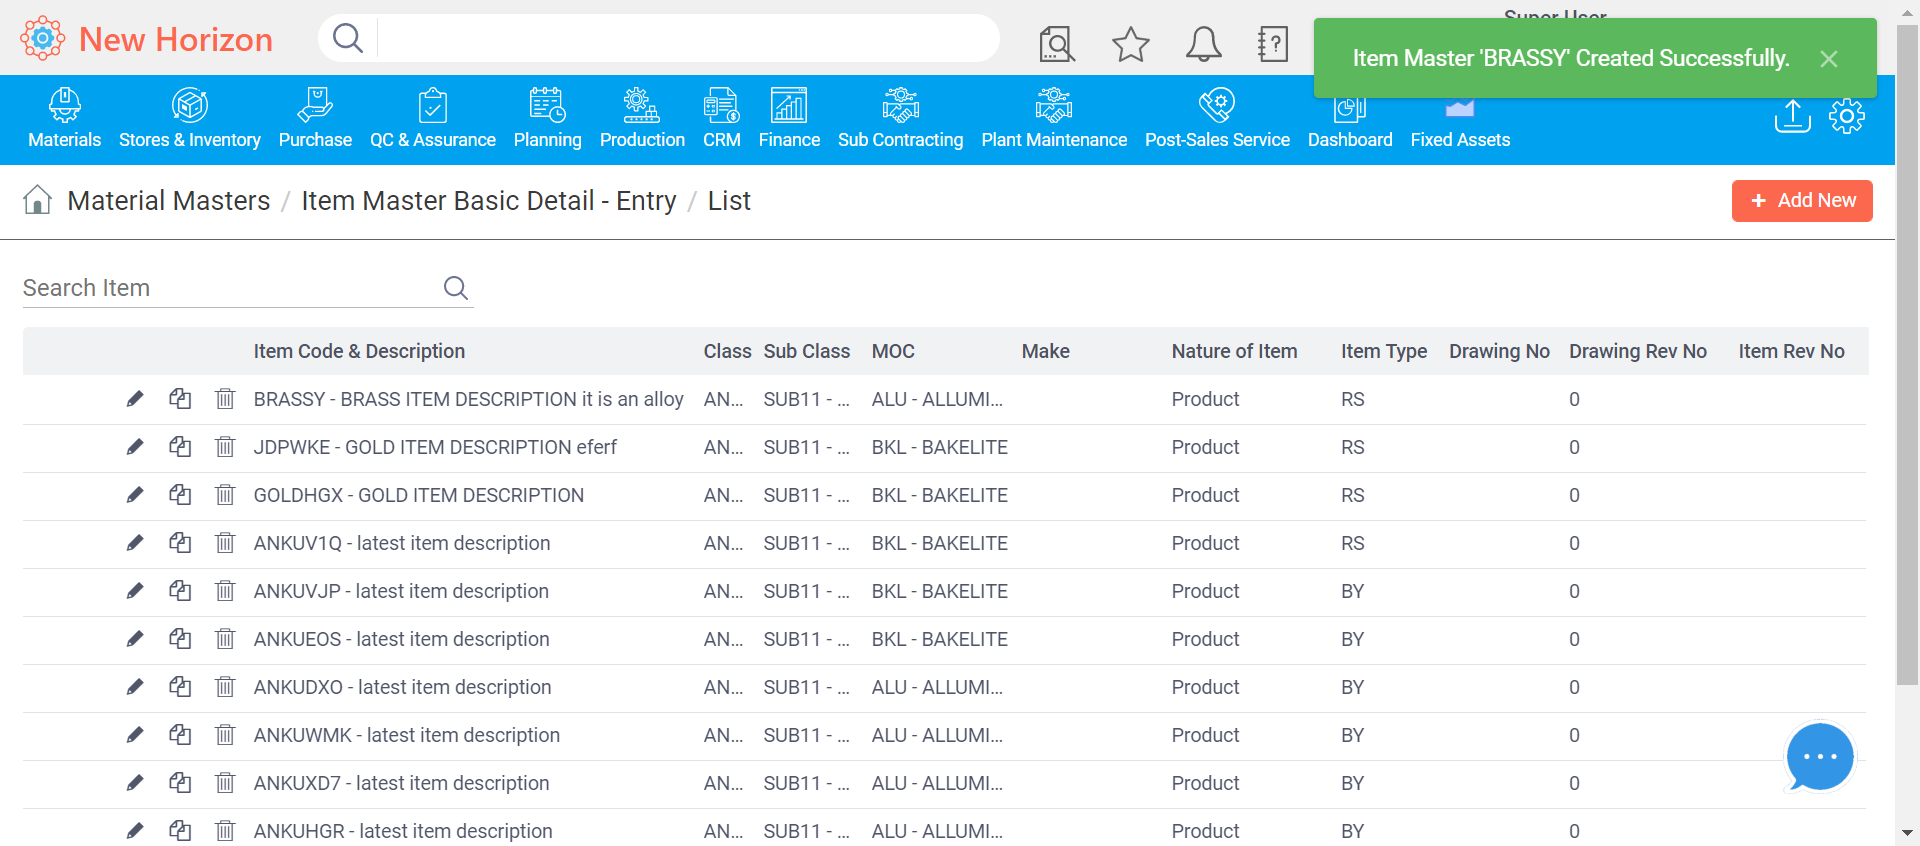 New Horizon
Super User
Item Master 'BRASSY' Created Successfully.
Materials Stores & Inventory Purchase QC & Assurance Planning Production CRM Finance Sub Contracting Plant Maintenance Post-Sales Service Dashboard Fixed Assets
Material Masters / Item Master Basic Detail - Entry / List
+ Add New
Search Item
Item Code & Description Class Sub Class MOC Make Nature of Item Item Type Drawing No Drawing Rev No Item Rev No
BRASSY - BRASS ITEM DESCRIPTION it is an alloy AN... SUB11 - ... ALU - ALLUMI... Product RS 0
JDPWKE - GOLD ITEM DESCRIPTION eferf AN... SUB11 - ... BKL - BAKELITE Product RS 0
GOLDHGX - GOLD ITEM DESCRIPTION AN... SUB11 - ... BKL - BAKELITE Product RS 0
ANKUV1Q - latest item description AN... SUB11 - ... BKL - BAKELITE Product RS 0
ANKUVJP - latest item description AN... SUB11 - ... BKL - BAKELITE Product BY 0
ANKUEOS - latest item description AN... SUB11 - ... BKL - BAKELITE Product BY 0
ANKUDXO - latest item description AN... SUB11 - ... ALU - ALLUMI... Product BY 0
ANKUWMK - latest item description AN... SUB11 - ... ALU - ALLUMI... Product BY 0
ANKUXD7 - latest item description AN... SUB11 - ... ALU - ALLUMI... Product BY 0
ANKUHGR - latest item description AN... SUB11 - ... ALU - ALLUMI... Product BY 0